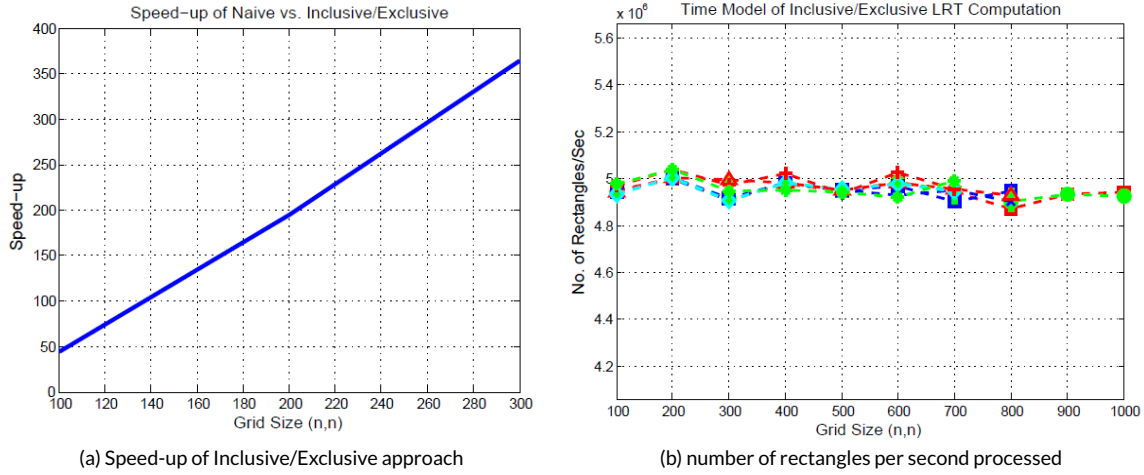 Speed-up of Naive vs. Inclusive/Exclusive
400
350
300
250
200
150
100
50
0
Speed-up
100 120 140 160 180 200 220 240 260 280 300
Grid Size (n,n)
(a) Speed-up of Inclusive/Exclusive approach
x 10^6
Time Model of Inclusive/Exclusive LRT Computation
5.6
5.2
5.0
4.8
4.6
4.2
No. of Rectangles/Sec
100 200 300 400 500 600 700 800 900 1000
Grid Size (n,n)
(b) number of rectangles per second processed